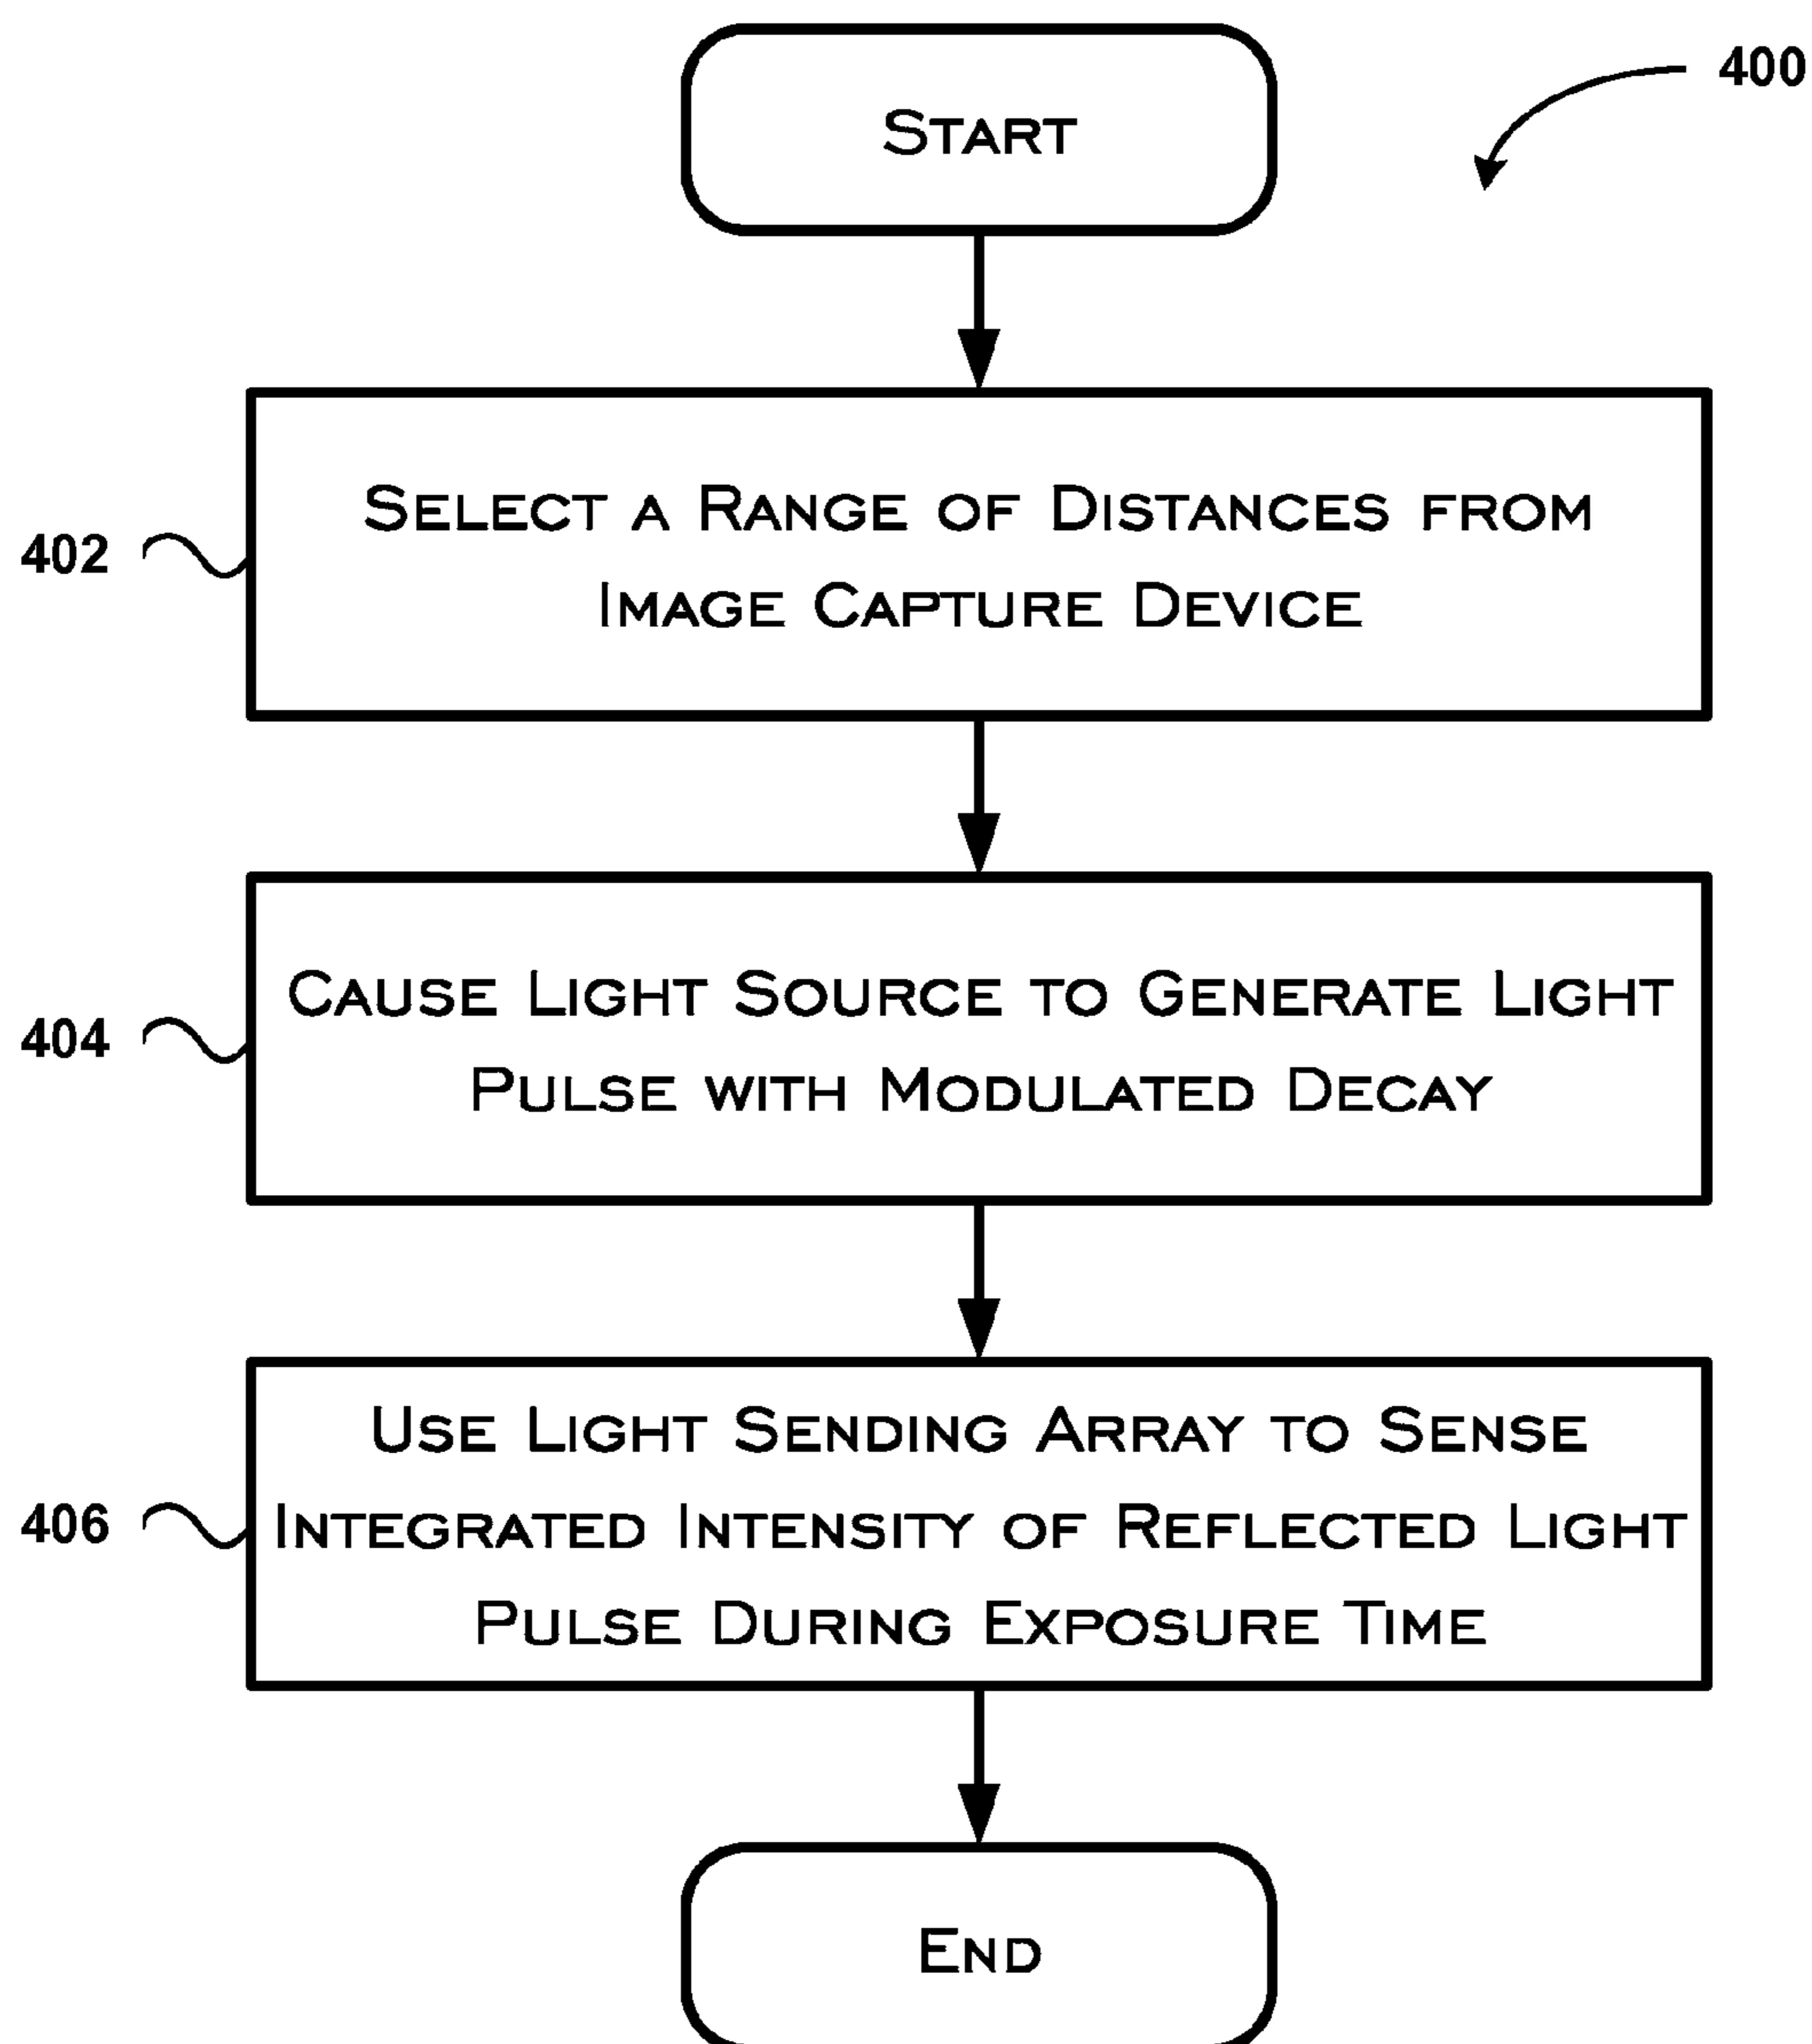 START
400
SELECT A RANGE OF DISTANCES FROM
IMAGE CAPTURE DEVICE
402
CAUSE LIGHT SOURCE TO GENERATE LIGHT
PULSE WITH MODULATED DECAY
404
USE LIGHT SENDING ARRAY TO SENSE
INTEGRATED INTENSITY OF REFLECTED LIGHT
PULSE DURING EXPOSURE TIME
406
END